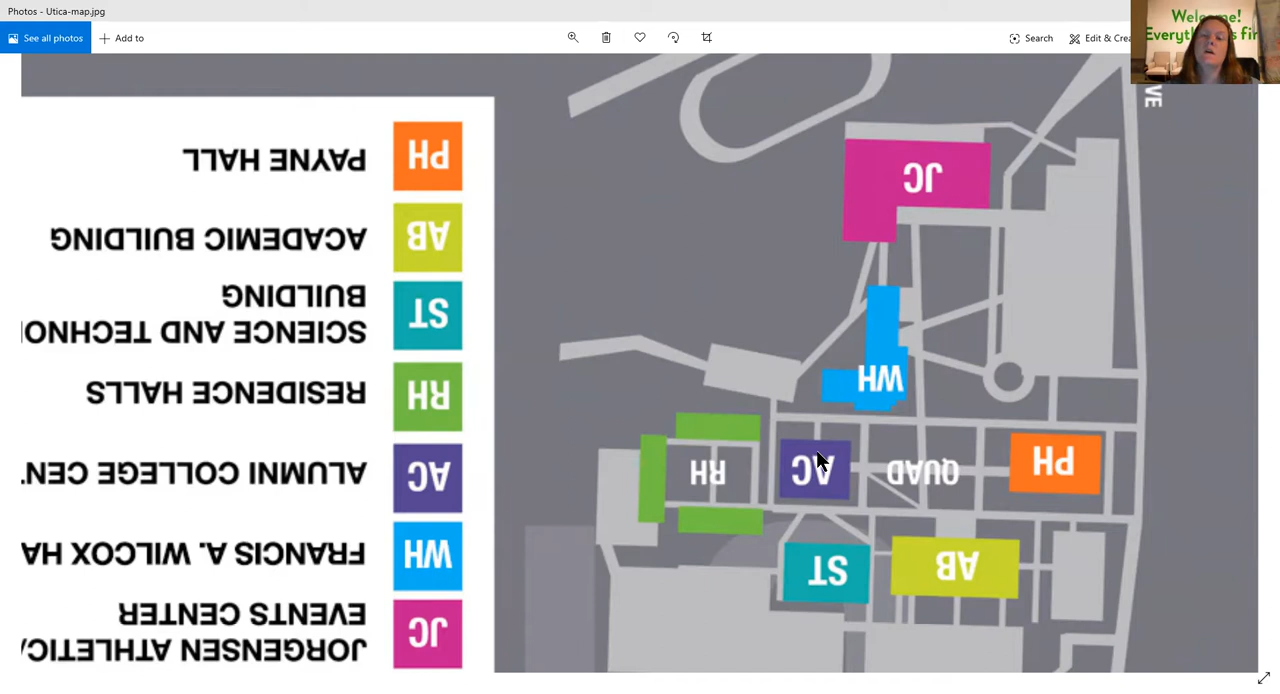 Photos - Utica-map.jpg
See all photos
Add to
Search
Edit &
Welcome!
JC JORGENSEN ATHLETIC
EVENTS CENTER
WH FRANCIS A. WILCOX HA
AC ALUMNI COLLEGE CEN
RH RESIDENCE HALLS
ST SCIENCE AND TECHNO
BUILDING
AB ACADEMIC BUILDING
PH PAYNE HALL
AB
ST
PH
QUAD
AC
RH
WH
JC
VE